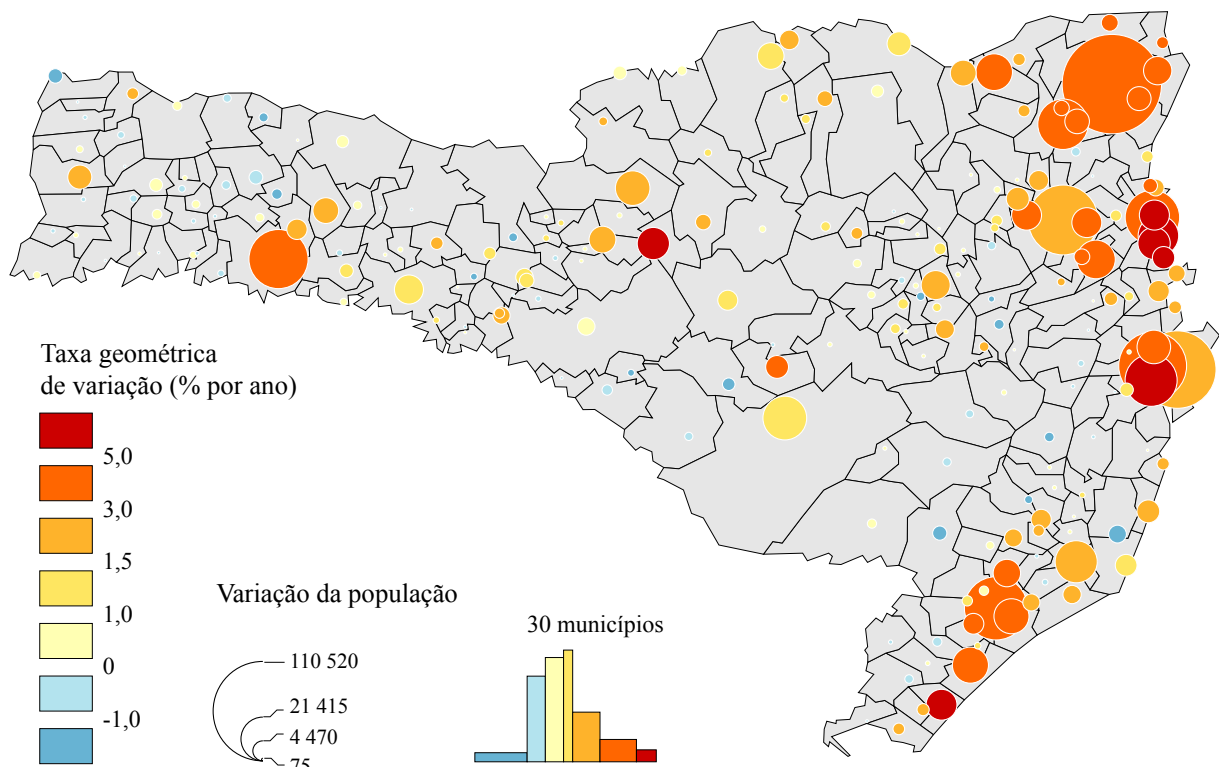 Taxa geométrica
de variação (% por ano)
5,0
3,0
1,5
1,0
0
-1,0
Variação da população
110 520
21 415
4 470
75
30 municípios